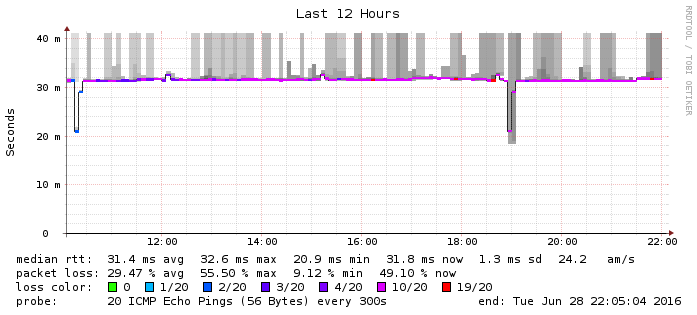 Last 12 Hours
RRDTOOL / TOBI OETIKER
Seconds
40 m
30 m
20 m
10 m
0
12:00 14:00 16:00 18:00 20:00 22:00
median rtt: 31.4 ms avg 32.6 ms max 20.9 ms min 31.8 ms now 1.3 ms sd 24.2 am/s
packet loss: 29.47 % avg 55.50 % max 9.12 % min 49.10 % now
loss color: 0 1/20 2/20 3/20 4/20 10/20 19/20
probe: 20 ICMP Echo Pings (56 Bytes) every 300s end: Tue Jun 28 22:05:04 2016